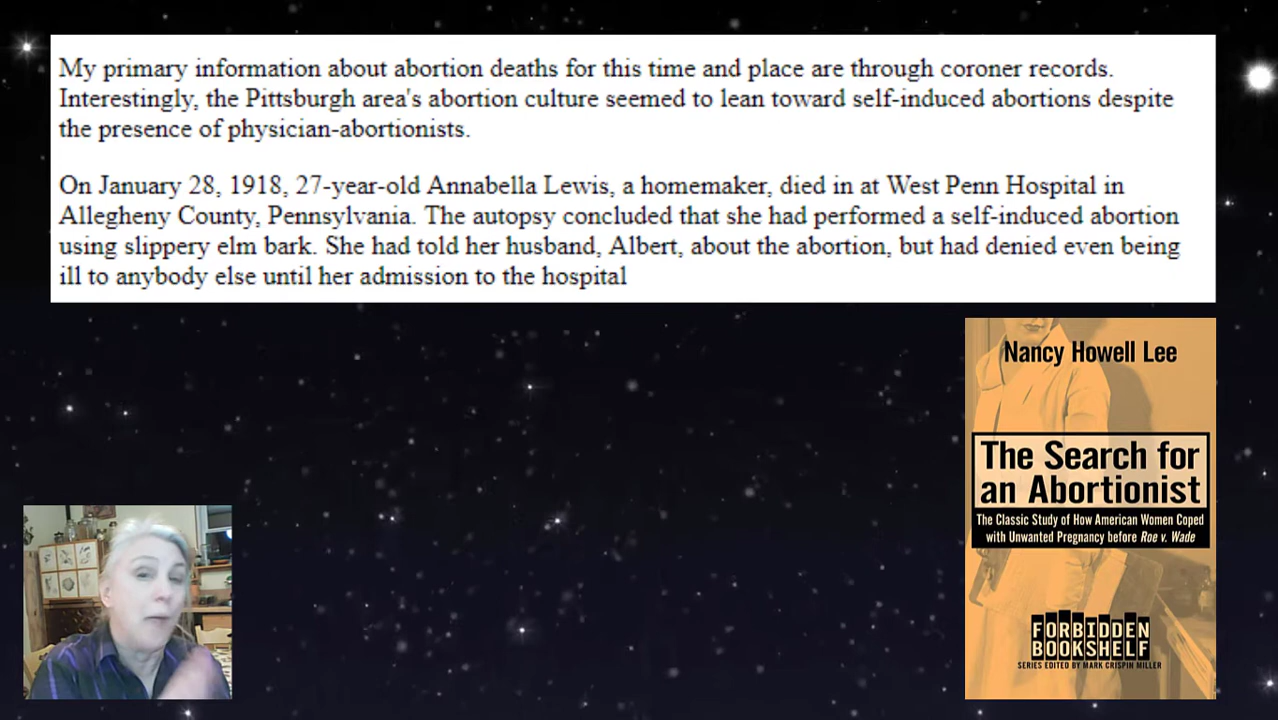 My primary information about abortion deaths for this time and place are through coroner records.
Interestingly, the Pittsburgh area's abortion culture seemed to lean toward self-induced abortions despite
the presence of physician-abortionists.
On January 28, 1918, 27-year-old Annabella Lewis, a homemaker, died in at West Penn Hospital in
Allegheny County, Pennsylvania. The autopsy concluded that she had performed a self-induced abortion
using slippery elm bark. She had told her husband, Albert, about the abortion, but had denied even being
ill to anybody else until her admission to the hospital
Nancy Howell Lee
The Search for
an Abortionist
The Classic Study of How American Women Coped
with Unwanted Pregnancy before Roe v. Wade
FORBIDDEN
BOOKSHELF
SERIES EDITED BY MARK CRISPIN MILLER